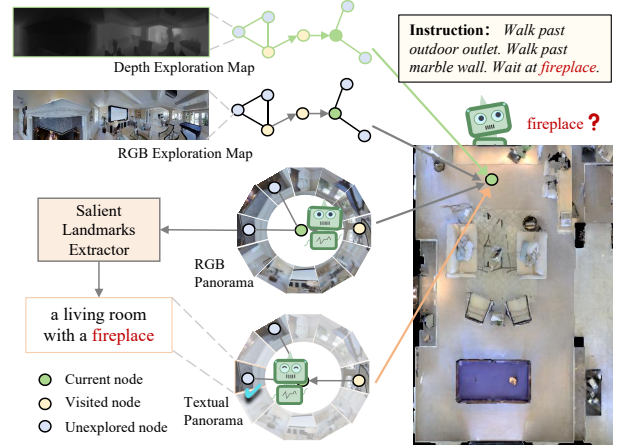 Instruction: Walk past
outdoor outlet. Walk past
marble wall. Wait at fireplace.
Depth Exploration Map
fireplace ?
RGB Exploration Map
Salient
Landmarks
Extractor
RGB
Panorama
a living room
with a fireplace
Current node
Visited node
Unexplored node
Textual
Panorama